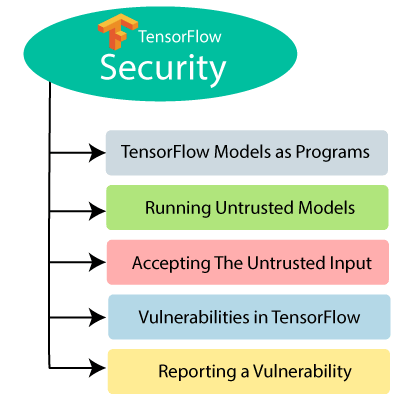 TensorFlow
Security
TensorFlow Models as Programs
Running Untrusted Models
Accepting The Untrusted Input
Vulnerabilities in TensorFlow
Reporting a Vulnerability